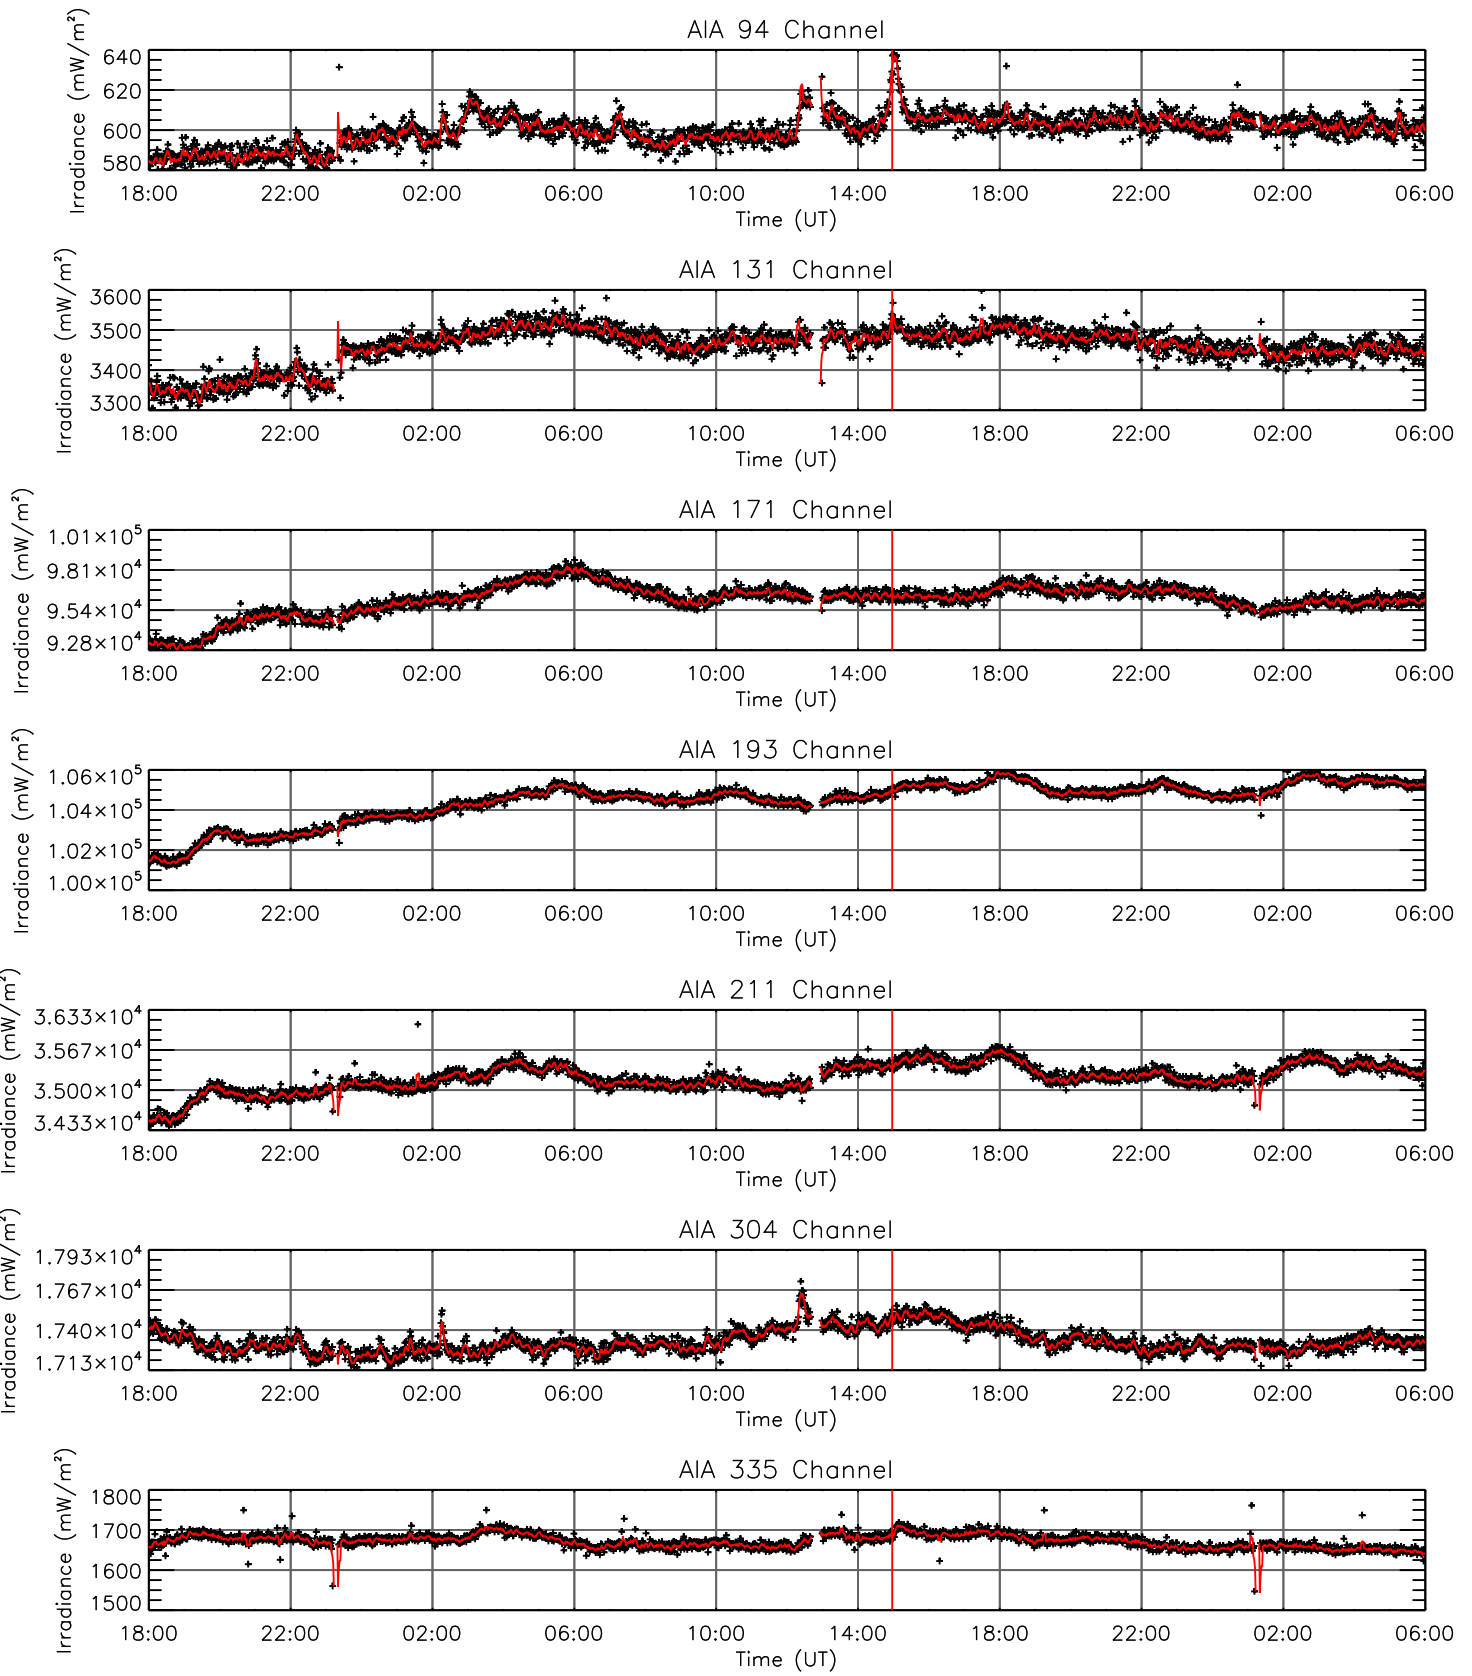 AIA 94 Channel
Irradiance (mW/m²)
640
620
600
580
18:00 22:00 02:00 06:00 10:00 14:00 18:00 22:00 02:00 06:00
Time (UT)
AIA 131 Channel
Irradiance (mW/m²)
3600
3500
3400
3300
18:00 22:00 02:00 06:00 10:00 14:00 18:00 22:00 02:00 06:00
Time (UT)
AIA 171 Channel
Irradiance (mW/m²)
1.01×10⁵
9.81×10⁴
9.54×10⁴
9.28×10⁴
18:00 22:00 02:00 06:00 10:00 14:00 18:00 22:00 02:00 06:00
Time (UT)
AIA 193 Channel
Irradiance (mW/m²)
1.06×10⁵
1.04×10⁵
1.02×10⁵
1.00×10⁵
18:00 22:00 02:00 06:00 10:00 14:00 18:00 22:00 02:00 06:00
Time (UT)
AIA 211 Channel
Irradiance (mW/m²)
3.633×10⁴
3.567×10⁴
3.500×10⁴
3.433×10⁴
18:00 22:00 02:00 06:00 10:00 14:00 18:00 22:00 02:00 06:00
Time (UT)
AIA 304 Channel
Irradiance (mW/m²)
1.793×10⁴
1.767×10⁴
1.740×10⁴
1.713×10⁴
18:00 22:00 02:00 06:00 10:00 14:00 18:00 22:00 02:00 06:00
Time (UT)
AIA 335 Channel
Irradiance (mW/m²)
1800
1700
1600
1500
18:00 22:00 02:00 06:00 10:00 14:00 18:00 22:00 02:00 06:00
Time (UT)